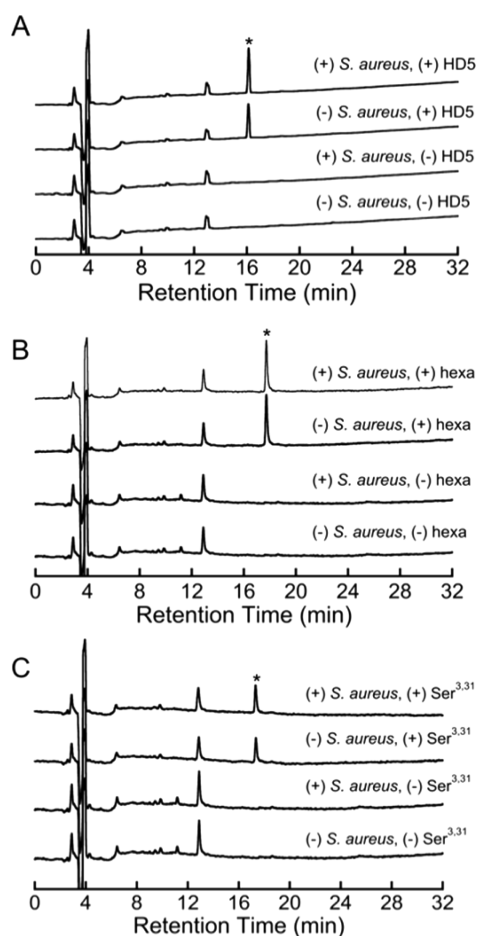 A
*
(+) S. aureus, (+) HD5
(-) S. aureus, (+) HD5
(+) S. aureus, (-) HD5
(-) S. aureus, (-) HD5
0 4 8 12 16 20 24 28 32
Retention Time (min)
B
*
(+) S. aureus, (+) hexa
(-) S. aureus, (+) hexa
(+) S. aureus, (-) hexa
(-) S. aureus, (-) hexa
0 4 8 12 16 20 24 28 32
Retention Time (min)
C
*
(+) S. aureus, (+) Ser3,31
(-) S. aureus, (+) Ser3,31
(+) S. aureus, (-) Ser3,31
(-) S. aureus, (-) Ser3,31
0 4 8 12 16 20 24 28 32
Retention Time (min)